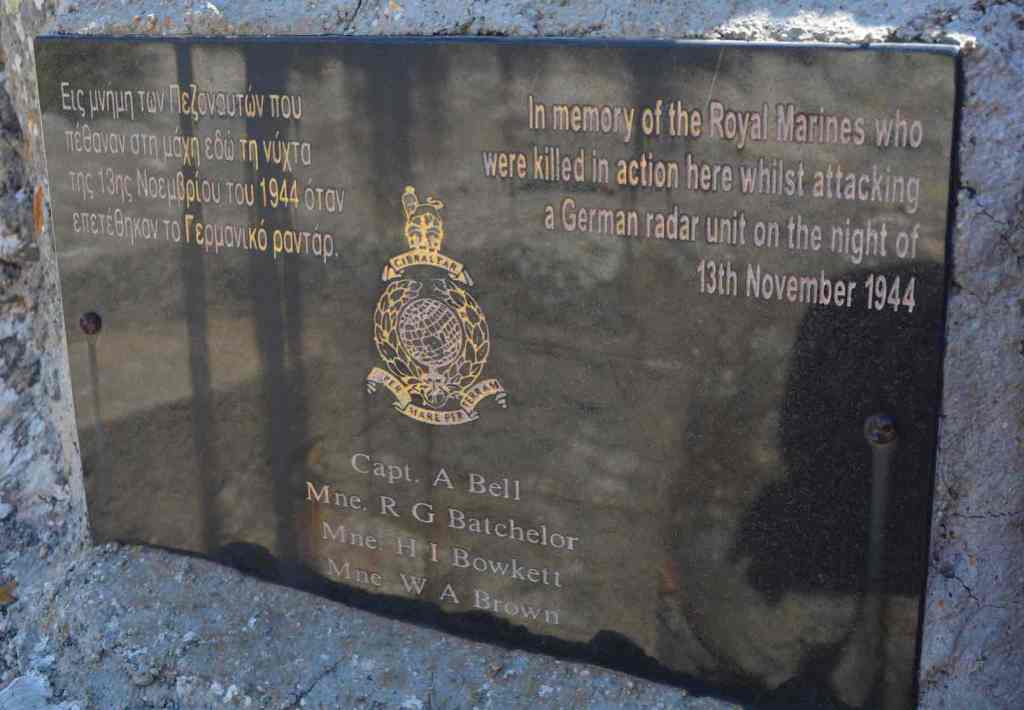 Εις μνημη των Πεζοναυτών που
πέθαναν στη μάχη εδώ τη νύχτα
της 13ης Νοεμβρίου του 1944 όταν
επετέθηκαν το Γερμανικό ραντάρ.
In memory of the Royal Marines who
were killed in action here whilst attacking
a German radar unit on the night of
13th November 1944
GIBRALTAR
PER MARE PER TERRAM
Capt. A Bell
Mne. R G Batchelor
Mne. H I Bowkett
Mne. W A Brown